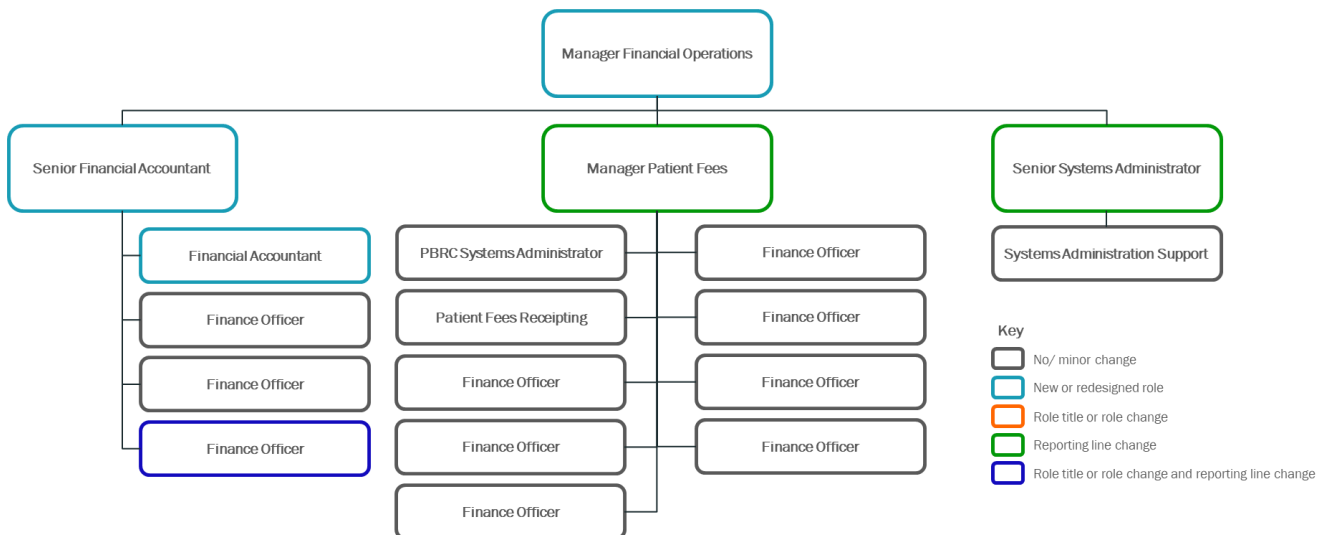 Manager Financial Operations
Senior Financial Accountant
Manager Patient Fees
Senior Systems Administrator
Financial Accountant
Finance Officer
Finance Officer
Finance Officer
PBRC Systems Administrator
Patient Fees Receipting
Finance Officer
Finance Officer
Finance Officer
Finance Officer
Finance Officer
Finance Officer
Finance Officer
Systems Administration Support
Key
No/ minor change
New or redesigned role
Role title or role change
Reporting line change
Role title or role change and reporting line change